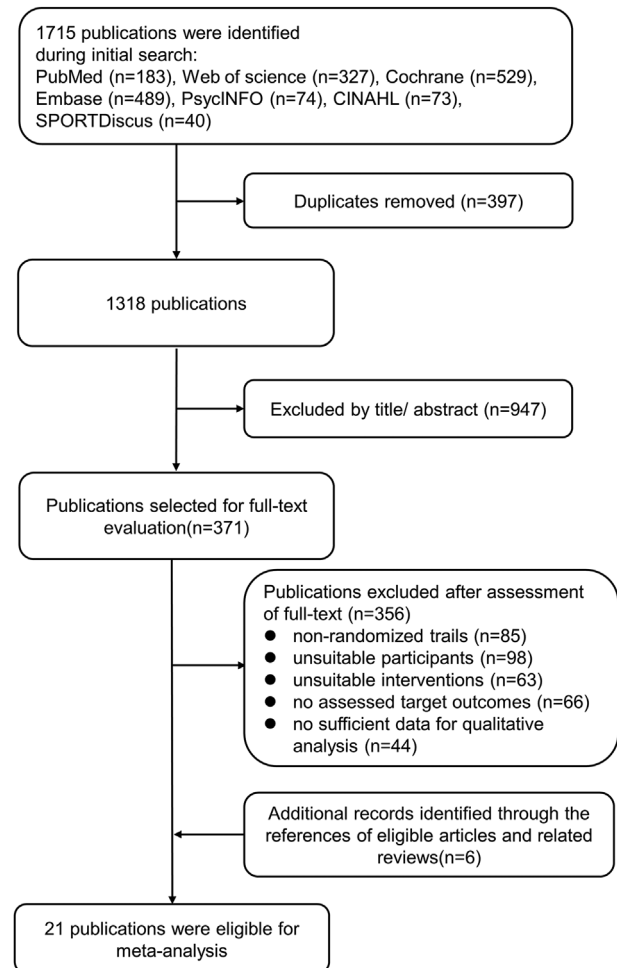 1715 publications were identified
during initial search:
PubMed (n=183), Web of science (n=327), Cochrane (n=529),
Embase (n=489), PsycINFO (n=74), CINAHL (n=73),
SPORTDiscus (n=40)
Duplicates removed (n=397)
1318 publications
Excluded by title/ abstract (n=947)
Publications selected for full-text
evaluation(n=371)
Publications excluded after assessment
of full-text (n=356)
● non-randomized trails (n=85)
● unsuitable participants (n=98)
● unsuitable interventions (n=63)
● no assessed target outcomes (n=66)
● no sufficient data for qualitative
analysis (n=44)
Additional records identified through the
references of eligible articles and related
reviews(n=6)
21 publications were eligible for
meta-analysis